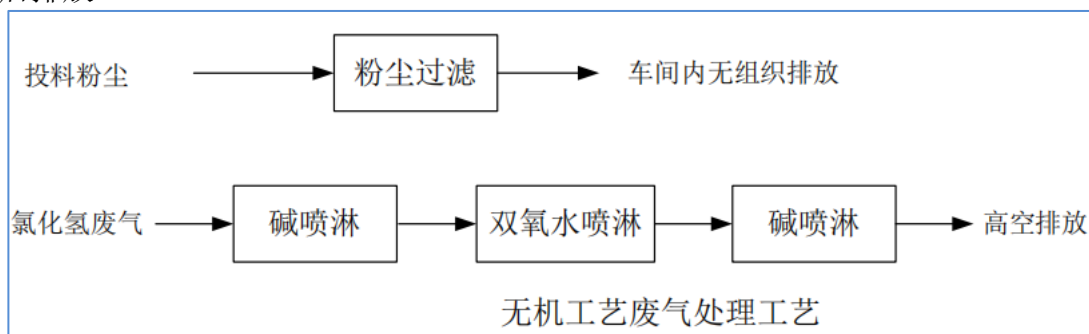 投料粉尘 粉尘过滤 车间内无组织排放
氯化氢废气 碱喷淋 双氧水喷淋 碱喷淋 高空排放
无机工艺废气处理工艺